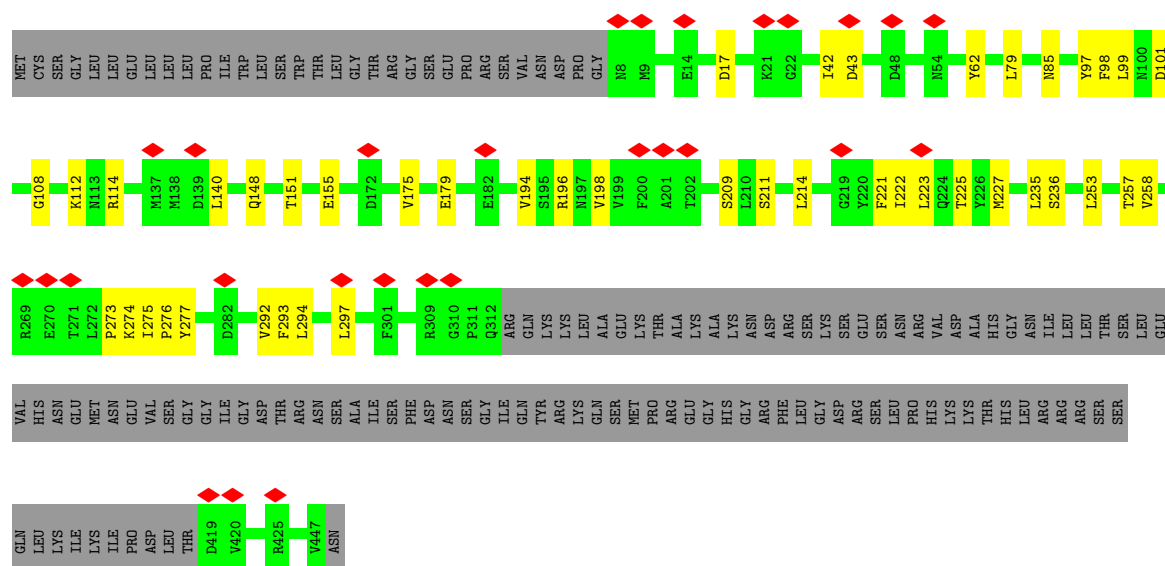 MET CYS SER GLY LEU LEU GLU LEU LEU LEU PRO ILE TRP LEU SER TRP THR LEU GLY THR ARG GLY SER GLU PRO ARG SER VAL ASN ASP PRO GLY N8 M9 E14 D17 K21 G22 I42 D43 D48 N54 Y62 L79 N85 Y97 F98 L99 N100 D101
G108 K112 N113 R114 M137 M138 D139 L140 Q148 T151 E155 D172 V175 E179 E182 V194 S195 R196 N197 V198 V199 F200 A201 T202 S209 L210 S211 L214 G219 Y220 F221 I222 L223 Q224 T225 Y226 M227 L235 S236 L253 T257 V258
R269 E270 T271 L272 P273 K274 I275 P276 Y277 D282 V292 F293 L294 L297 F301 R309 G310 P311 Q312 ARG GLN LYS LYS LEU ALA GLU LYS THR ALA LYS ALA LYS ASN ASP ARG SER LYS SER GLU SER ASN ARG VAL ASP ALA HIS GLY ASN ILE LEU LEU THR SER LEU GLU
VAL HIS ASN GLU MET ASN GLU VAL SER GLY GLY ILE GLY ASP THR ARG ASN SER ALA ILE SER PHE ASP ASN SER GLY ILE GLN TYR ARG LYS GLN SER MET PRO ARG GLU GLY HIS GLY ARG PHE LEU GLY ASP ARG SER LEU PRO HIS LYS LYS THR HIS LEU ARG ARG ARG SER SER
GLN LEU LYS ILE LYS ILE PRO ASP LEU THR D419 V420 R425 V447 ASN